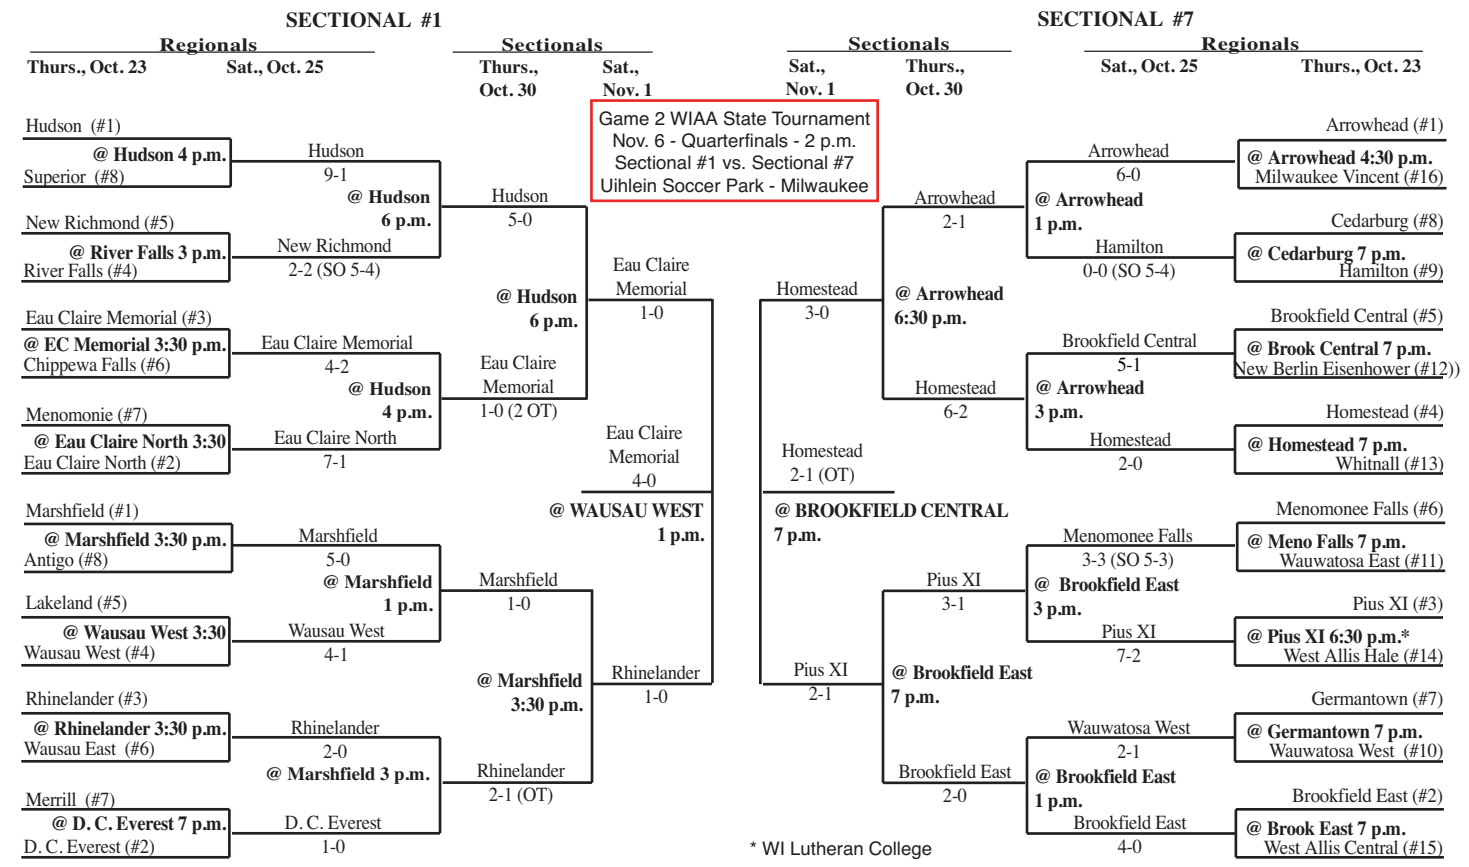 SECTIONAL #1
Regionals
Sectionals
Thurs., Oct. 23
Sat., Oct. 25
Thurs.,
Oct. 30
Sat.,
Nov. 1
Hudson (#1)
@ Hudson 4 p.m.
Superior (#8)
New Richmond (#5)
@ River Falls 3 p.m.
River Falls (#4)
Eau Claire Memorial (#3)
@ EC Memorial 3:30 p.m.
Chippewa Falls (#6)
Menomonie (#7)
@ Eau Claire North 3:30
Eau Claire North (#2)
Marshfield (#1)
@ Marshfield 3:30 p.m.
Antigo (#8)
Lakeland (#5)
@ Wausau West 3:30
Wausau West (#4)
Rhinelander (#3)
@ Rhinelander 3:30 p.m.
Wausau East (#6)
Merrill (#7)
@ D. C. Everest 7 p.m.
D. C. Everest (#2)
Hudson
9-1
@ Hudson
6 p.m.
New Richmond
2-2 (SO 5-4)
Eau Claire Memorial
4-2
@ Hudson
4 p.m.
Eau Claire North
7-1
Marshfield
5-0
@ Marshfield
1 p.m.
Wausau West
4-1
Rhinelander
2-0
@ Marshfield 3 p.m.
D. C. Everest
1-0
Hudson
5-0
@ Hudson
6 p.m.
Eau Claire
Memorial
1-0 (2 OT)
Marshfield
1-0
@ Marshfield
3:30 p.m.
Rhinelander
2-1 (OT)
Eau Claire
Memorial
1-0
Eau Claire
Memorial
4-0
@ WAUSAU WEST
1 p.m.
Rhinelander
1-0
Game 2 WIAA State Tournament
Nov. 6 - Quarterfinals - 2 p.m.
Sectional #1 vs. Sectional #7
Uihlein Soccer Park - Milwaukee
SECTIONAL #7
Sectionals
Regionals
Sat.,
Nov. 1
Thurs.,
Oct. 30
Sat., Oct. 25
Thurs., Oct. 23
Homestead
3-0
Homestead
2-1 (OT)
@ BROOKFIELD CENTRAL
7 p.m.
Pius XI
2-1
Arrowhead
2-1
@ Arrowhead
6:30 p.m.
Homestead
6-2
Pius XI
3-1
@ Brookfield East
7 p.m.
Brookfield East
2-0
Arrowhead
6-0
@ Arrowhead
1 p.m.
Hamilton
0-0 (SO 5-4)
Brookfield Central
5-1
@ Arrowhead
3 p.m.
Homestead
2-0
Menomonee Falls
3-3 (SO 5-3)
@ Brookfield East
3 p.m.
Pius XI
7-2
Wauwatosa West
2-1
@ Brookfield East
1 p.m.
Brookfield East
4-0
Arrowhead (#1)
@ Arrowhead 4:30 p.m.
Milwaukee Vincent (#16)
Cedarburg (#8)
@ Cedarburg 7 p.m.
Hamilton (#9)
Brookfield Central (#5)
@ Brook Central 7 p.m.
New Berlin Eisenhower (#12))
Homestead (#4)
@ Homestead 7 p.m.
Whitnall (#13)
Menomonee Falls (#6)
@ Meno Falls 7 p.m.
Wauwatosa East (#11)
Pius XI (#3)
@ Pius XI 6:30 p.m.*
West Allis Hale (#14)
Germantown (#7)
@ Germantown 7 p.m.
Wauwatosa West (#10)
Brookfield East (#2)
@ Brook East 7 p.m.
West Allis Central (#15)
* WI Lutheran College